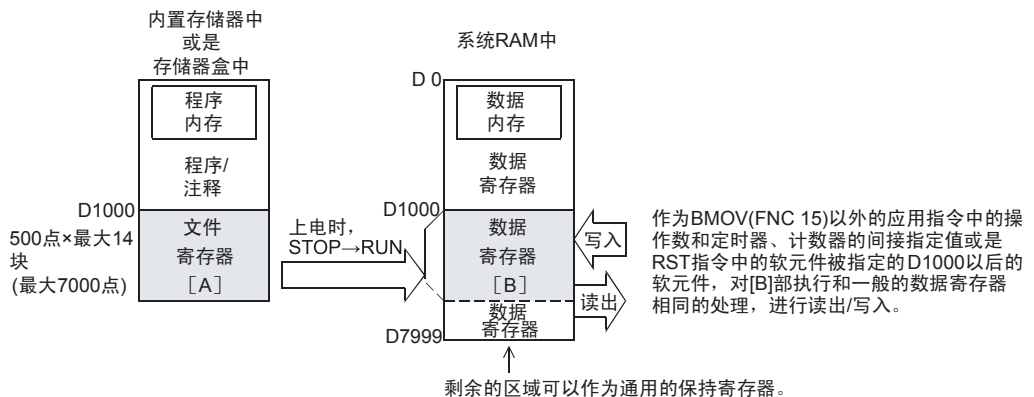 内置存储器中
或是
存储器盒中
程序
内存
程序/
注释
D1000
500点×最大14
块
(最大7000点)
文件
寄存器
［A］
上电时，
STOP→RUN
系统RAM中
D 0
数据
内存
数据
寄存器
D1000
数据
寄存器
［B］
数据
寄存器
D7999
写入
读出
作为BMOV(FNC 15)以外的应用指令中的操
作数和定时器、计数器的间接指定值或是
RST指令中的软元件被指定的D1000以后的
软元件，对[B]部执行和一般的数据寄存器
相同的处理，进行读出/写入。
剩余的区域可以作为通用的保持寄存器。